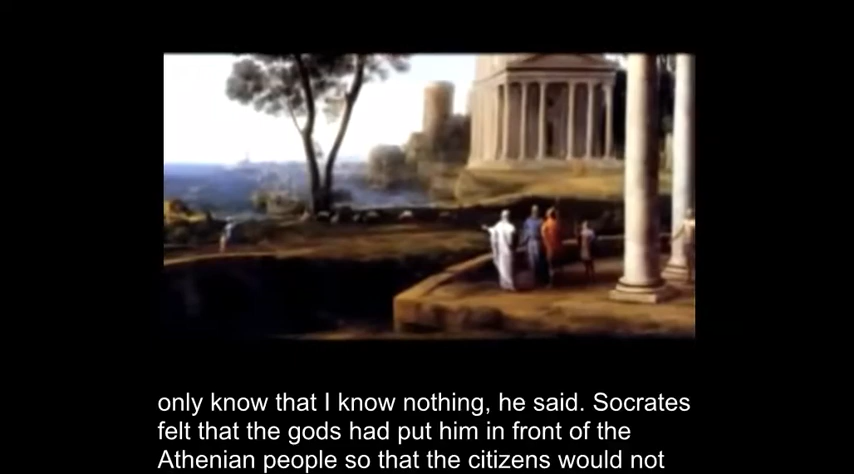 only know that I know nothing, he said. Socrates
felt that the gods had put him in front of the
Athenian people so that the citizens would not